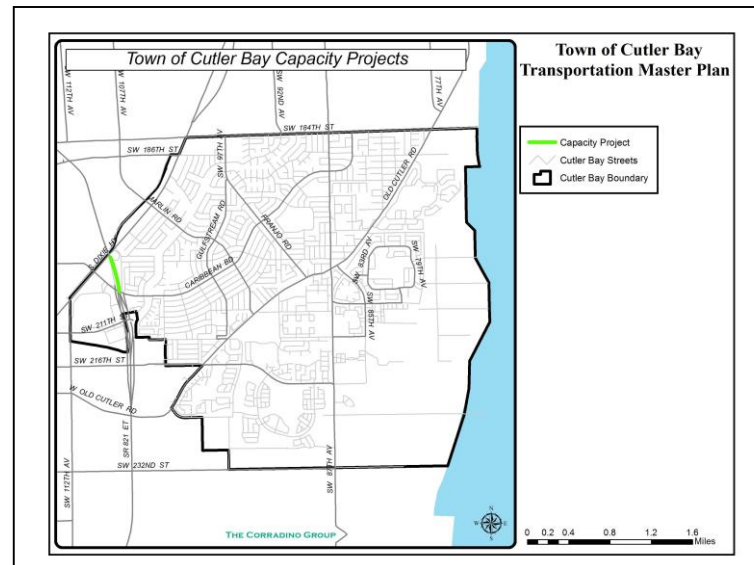 Town of Cutler Bay Capacity Projects
Town of Cutler Bay
Transportation Master Plan
Capacity Project
Cutler Bay Streets
Cutler Bay Boundary
SW 107TH AV
SW 92ND AV
77TH AV
SW 184TH ST
SW 186TH ST
SW 97TH AV
OLD CUTLER RD
MARLIN RD
GULFSTREAM RD
FRANJO RD
DIXIE HY
CARIBBEAN BD
SW 83RD AV
SW 79TH AV
SW 85TH AV
SW 211TH ST
SW 216TH ST
W OLD CUTLER RD
SR 821 ET
SW 232ND ST
SW 112TH AV
SW 87TH AV
THE CORRADINO GROUP
N
W
E
S
0 0.2 0.4 0.8 1.2 1.6
Miles